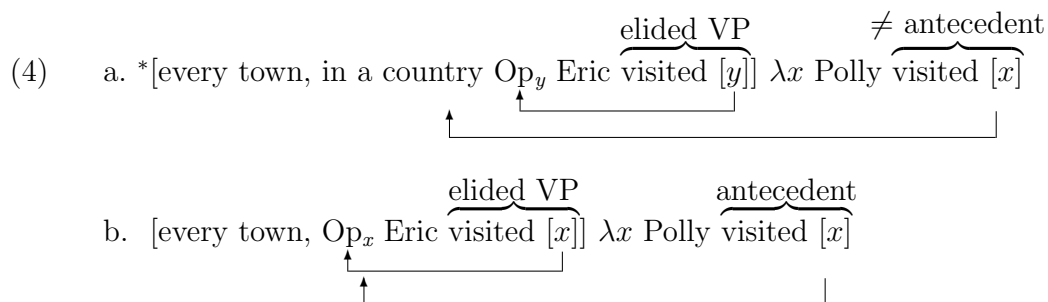 elided VP ≠ antecedent
(4) a. *[every town, in a country Op_y Eric visited [y]] λx Polly visited [x]
elided VP antecedent
b. [every town, Op_x Eric visited [x]] λx Polly visited [x]